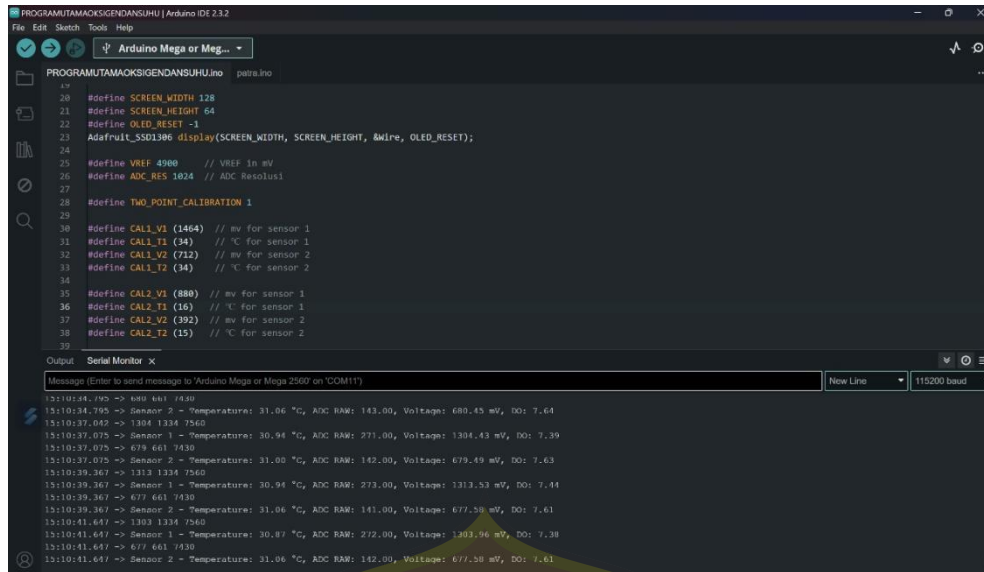 PROGRAMUTAMAOKSIGENDANSUHU | Arduino IDE 2.3.2
File Edit Sketch Tools Help
Arduino Mega or Meg...
PROGRAMUTAMAOKSIGENDANSUHU.ino patra.ino
19
20 #define SCREEN_WIDTH 128
21 #define SCREEN_HEIGHT 64
22 #define OLED_RESET -1
23 Adafruit_SSD1306 display(SCREEN_WIDTH, SCREEN_HEIGHT, &Wire, OLED_RESET);
24
25 #define VREF 4900 // VREF in mV
26 #define ADC_RES 1024 // ADC Resolusi
27
28 #define TWO_POINT_CALIBRATION 1
29
30 #define CAL1_V1 (1464) // mv for sensor 1
31 #define CAL1_T1 (34) // ℃ for sensor 1
32 #define CAL1_V2 (712) // mv for sensor 2
33 #define CAL1_T2 (34) // ℃ for sensor 2
34
35 #define CAL2_V1 (880) // mv for sensor 1
36 #define CAL2_T1 (16) // ℃ for sensor 1
37 #define CAL2_V2 (392) // mv for sensor 2
38 #define CAL2_T2 (15) // ℃ for sensor 2
39
Output Serial Monitor ×
Message (Enter to send message to 'Arduino Mega or Mega 2560' on 'COM11') New Line 115200 baud
15:10:34.795 -> 680 661 7430
15:10:34.795 -> Sensor 2 - Temperature: 31.06 °C, ADC RAW: 143.00, Voltage: 680.45 mV, DO: 7.64
15:10:37.042 -> 1304 1334 7560
15:10:37.075 -> Sensor 1 - Temperature: 30.94 °C, ADC RAW: 271.00, Voltage: 1304.43 mV, DO: 7.39
15:10:37.075 -> 679 661 7430
15:10:37.075 -> Sensor 2 - Temperature: 31.00 °C, ADC RAW: 142.00, Voltage: 679.49 mV, DO: 7.63
15:10:39.367 -> 1313 1334 7560
15:10:39.367 -> Sensor 1 - Temperature: 30.94 °C, ADC RAW: 273.00, Voltage: 1313.53 mV, DO: 7.44
15:10:39.367 -> 677 661 7430
15:10:39.367 -> Sensor 2 - Temperature: 31.06 °C, ADC RAW: 141.00, Voltage: 677.58 mV, DO: 7.61
15:10:41.647 -> 1303 1334 7560
15:10:41.647 -> Sensor 1 - Temperature: 30.87 °C, ADC RAW: 272.00, Voltage: 1303.96 mV, DO: 7.38
15:10:41.647 -> 677 661 7430
15:10:41.647 -> Sensor 2 - Temperature: 31.06 °C, ADC RAW: 142.00, Voltage: 677.58 mV, DO: 7.61